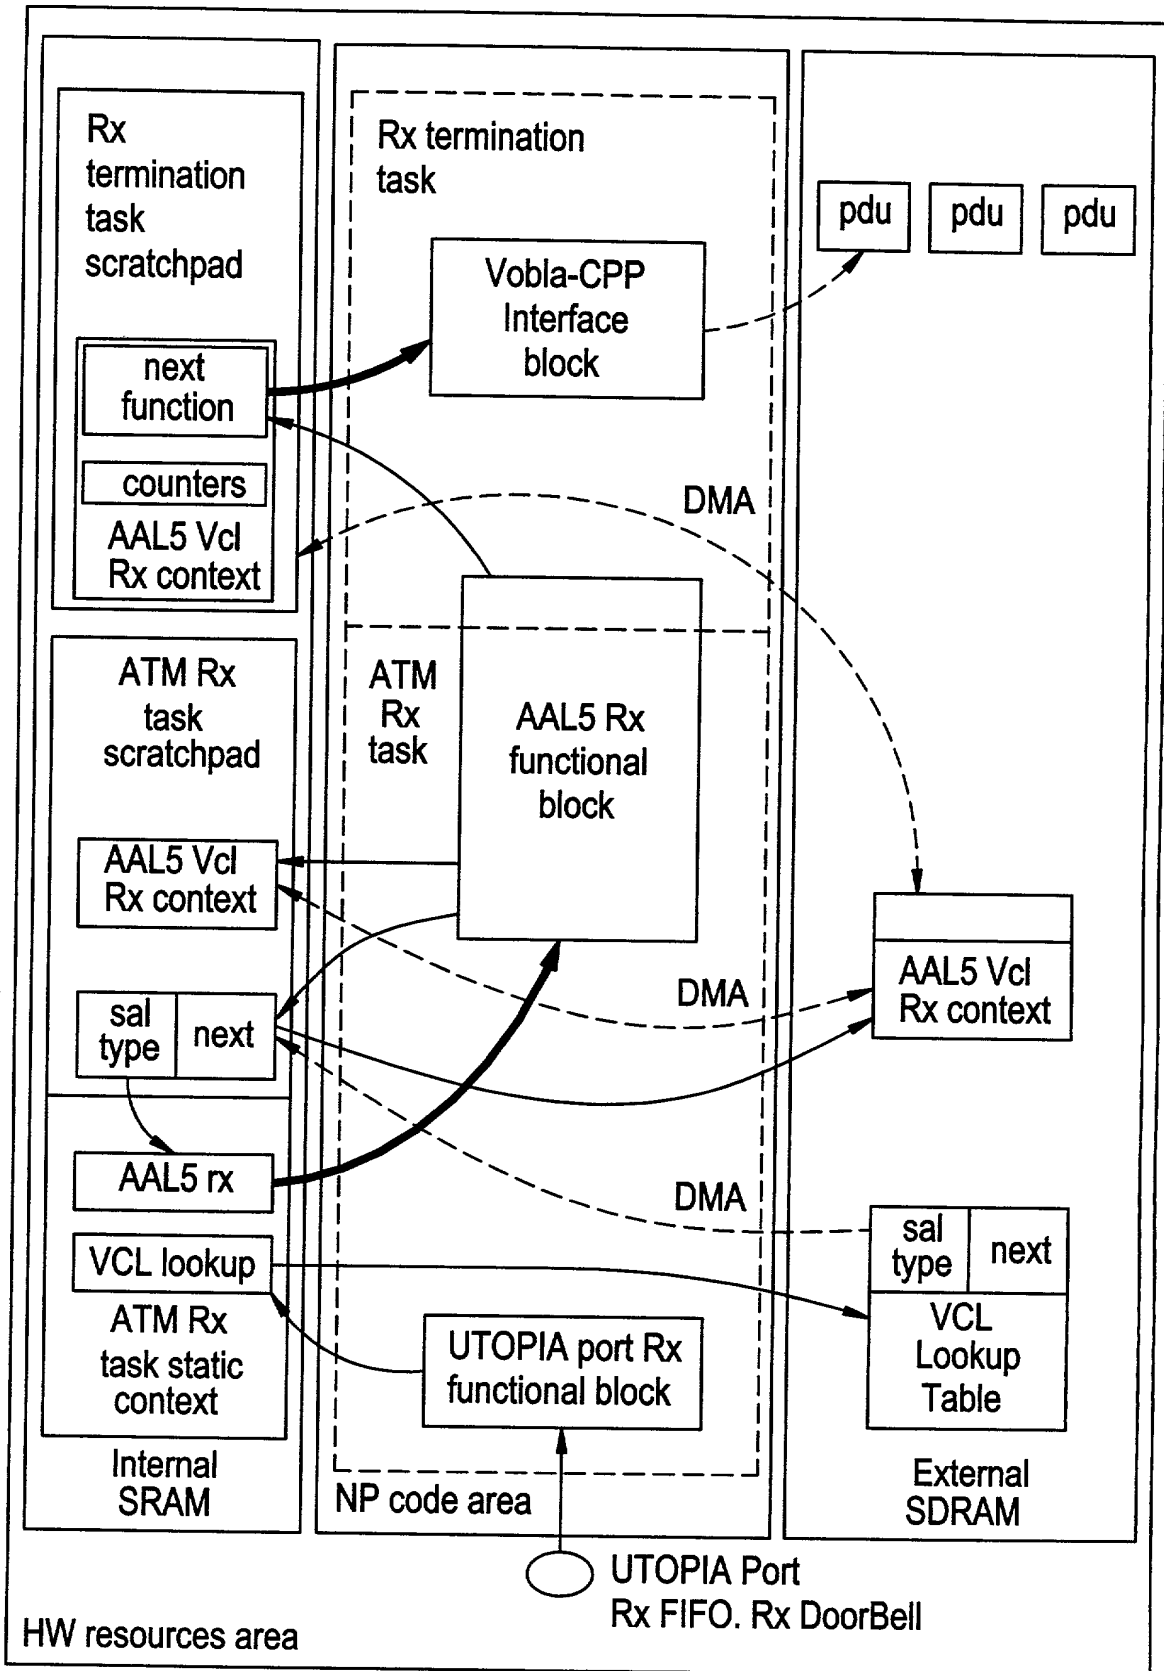 Rx
termination
task
scratchpad
next
function
counters
AAL5 Vcl
Rx context
ATM Rx
task
scratchpad
AAL5 Vcl
Rx context
sal
type
next
AAL5 rx
VCL lookup
ATM Rx
task static
context
Internal
SRAM
Rx termination
task
Vobla-CPP
Interface
block
DMA
ATM
Rx
task
AAL5 Rx
functional
block
DMA
DMA
UTOPIA port Rx
functional block
NP code area
pdu
pdu
pdu
AAL5 Vcl
Rx context
sal
type
next
VCL
Lookup
Table
External
SDRAM
UTOPIA Port
Rx FIFO. Rx DoorBell
HW resources area